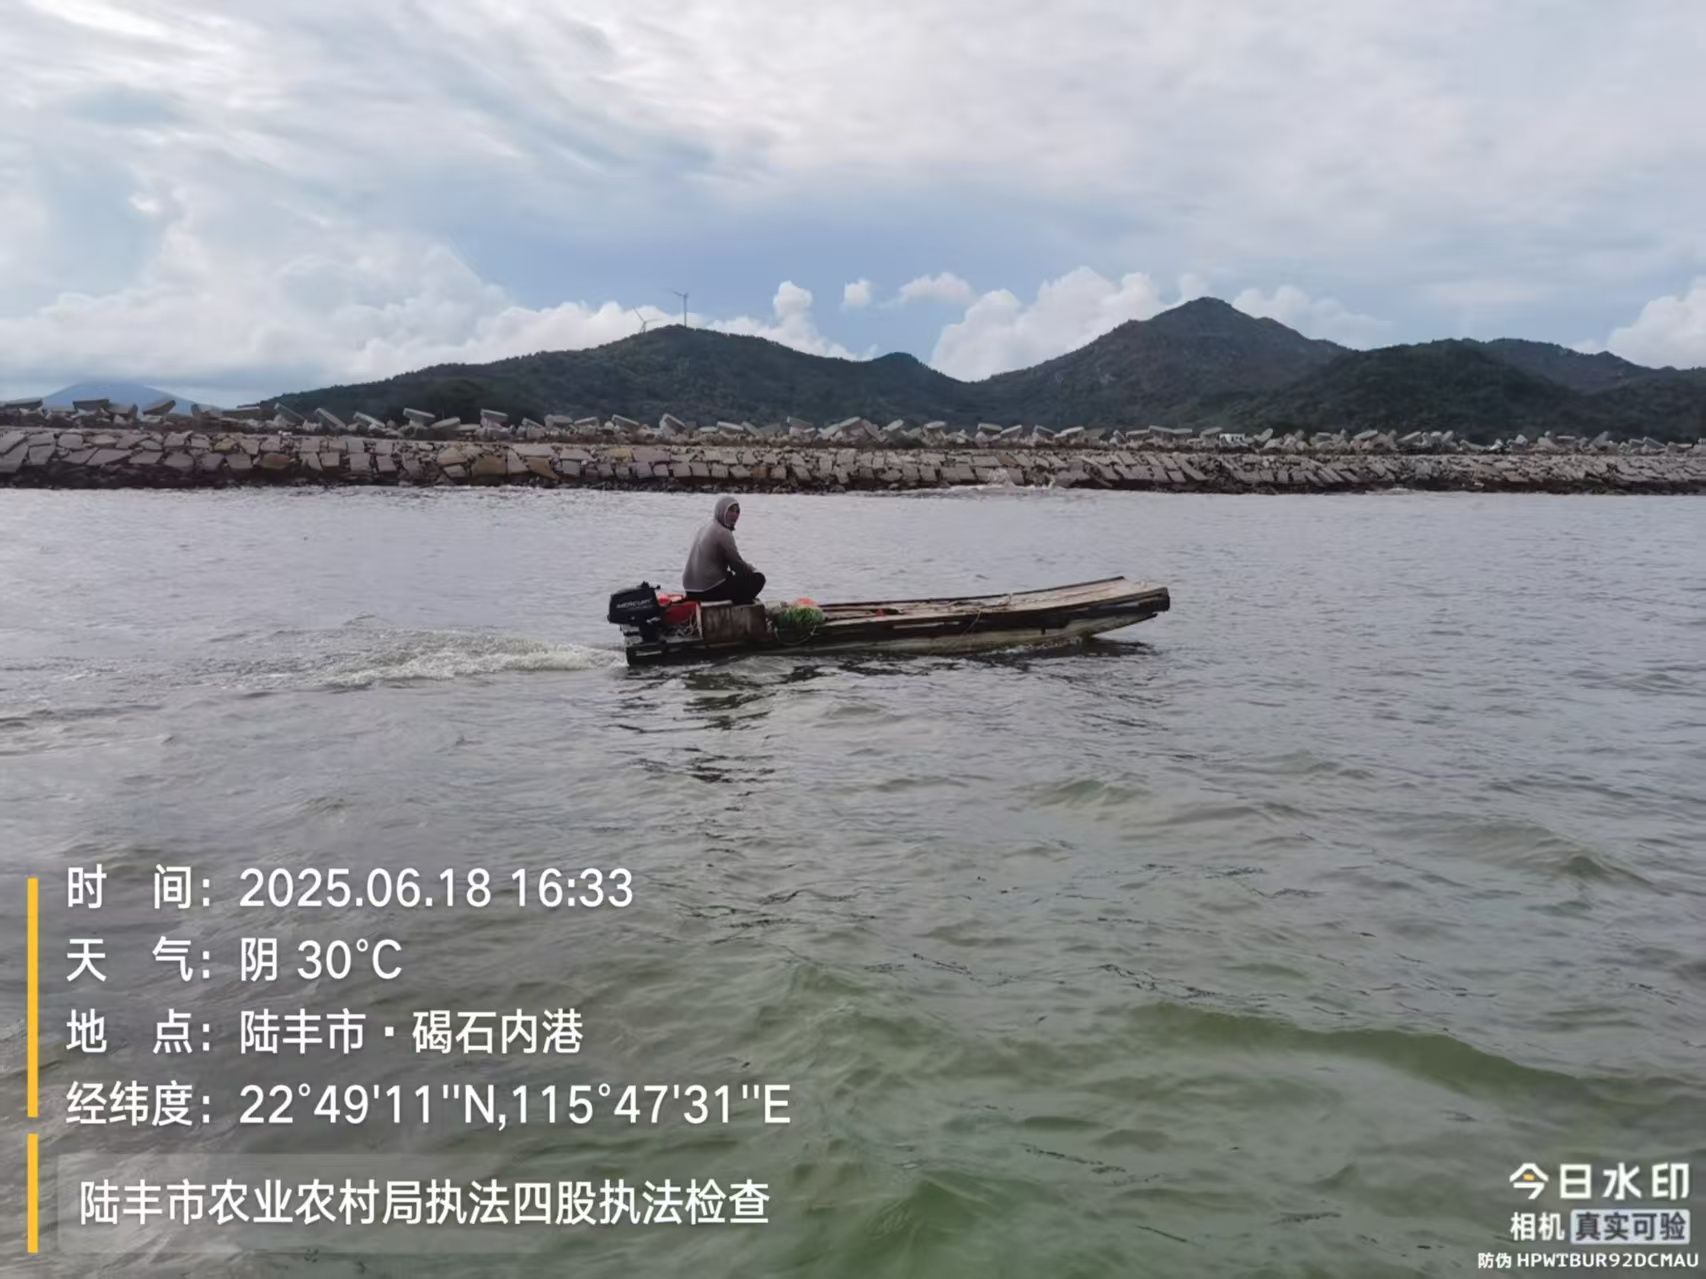 MERCURY
时 间：2025.06.18 16:33
天 气：阴 30°C
地 点：陆丰市·碣石内港
经纬度：22°49'11"N,115°47'31"E
陆丰市农业农村局执法四股执法检查
今日水印
相机 真实可验
防伪 HPWTBUR92DCMAU